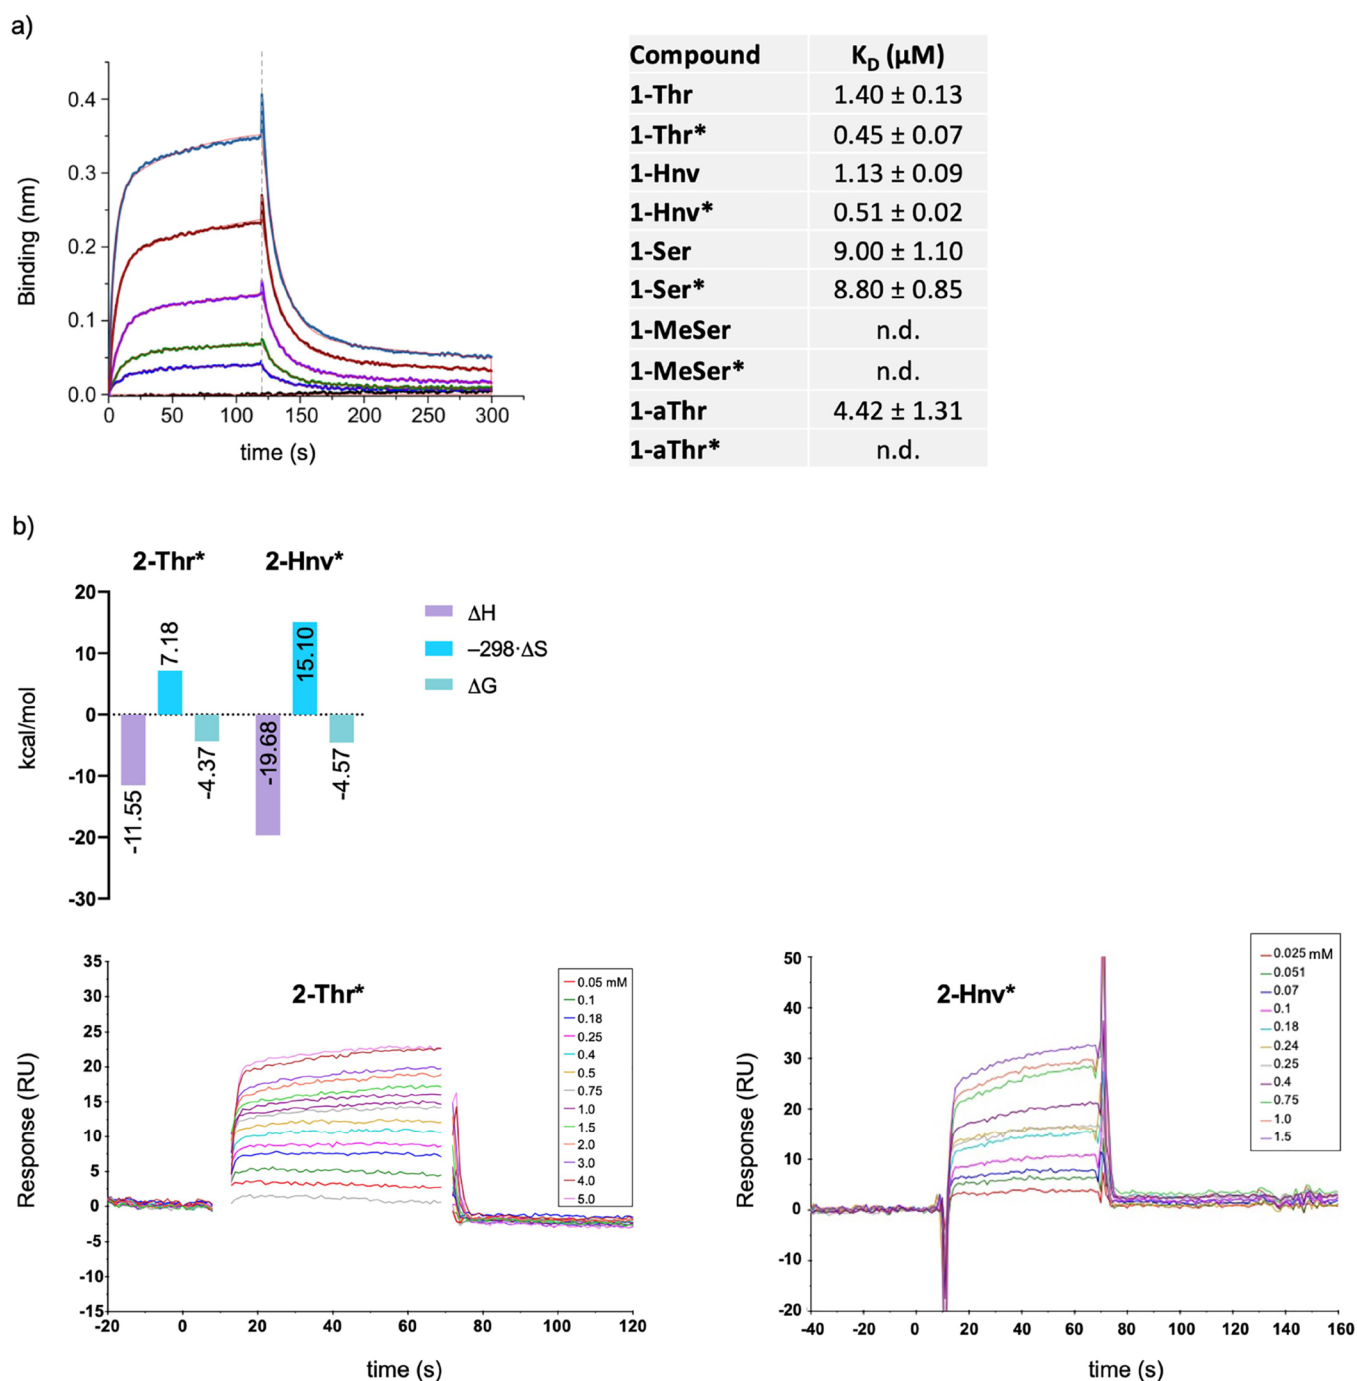 a)
0.4
0.3
0.2
0.1
0.0
Binding (nm)
0 50 100 150 200 250 300
time (s)
Compound K_D (µM)
1-Thr 1.40 ± 0.13
1-Thr* 0.45 ± 0.07
1-Hnv 1.13 ± 0.09
1-Hnv* 0.51 ± 0.02
1-Ser 9.00 ± 1.10
1-Ser* 8.80 ± 0.85
1-MeSer n.d.
1-MeSer* n.d.
1-aThr 4.42 ± 1.31
1-aThr* n.d.
b)
2-Thr* 2-Hnv*
20
10
0
-10
-20
-30
kcal/mol
-11.55
7.18
-4.37
-19.68
15.10
-4.57
ΔH
–298·ΔS
ΔG
2-Thr*
35
30
25
20
15
10
5
0
-5
-10
-15
Response (RU)
-20 0 20 40 60 80 100 120
time (s)
0.05 mM
0.1
0.18
0.25
0.4
0.5
0.75
1.0
1.5
2.0
3.0
4.0
5.0
2-Hnv*
50
40
30
20
10
0
-10
-20
Response (RU)
-40 -20 0 20 40 60 80 100 120 140 160
time (s)
0.025 mM
0.051
0.07
0.1
0.18
0.24
0.25
0.4
0.75
1.0
1.5